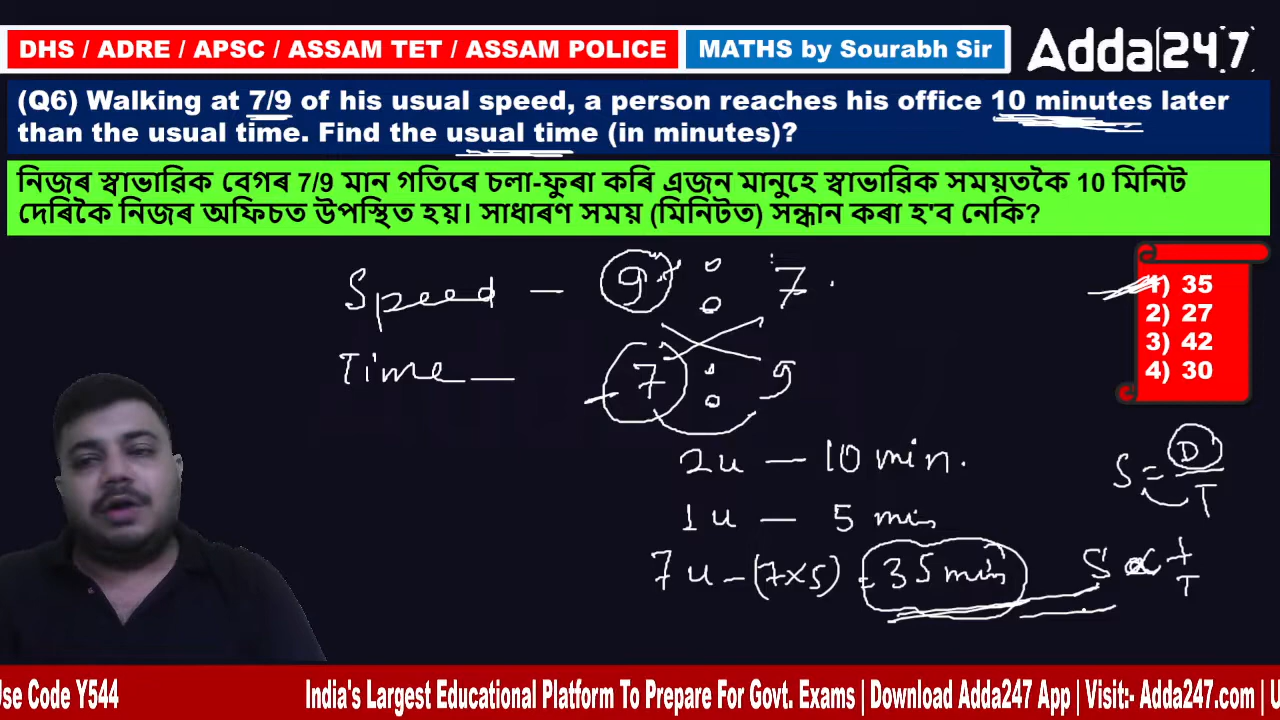 DHS / ADRE / APSC / ASSAM TET / ASSAM POLICE
MATHS by Sourabh Sir
Adda 247
(Q6) Walking at 7/9 of his usual speed, a person reaches his office 10 minutes later
than the usual time. Find the usual time (in minutes)?
নিজৰ স্বাভাৱিক বেগৰ 7/9 মান গতিৰে চলা-ফুৰা কৰি এজন মানুহে স্বাভাৱিক সময়তকৈ 10 মিনিট
দেৰিকৈ নিজৰ অফিচত উপস্থিত হয়। সাধাৰণ সময় (মিনিটত) সন্ধান কৰা হ'ব নেকি?
Speed - 9 : 7
Time - 7 : 9
1) 35
2) 27
3) 42
4) 30
2u - 10 min.
1u - 5 min
7u - (7×5) = 35 min
S = D/T
S ∝ 1/T
Use Code Y544
India's Largest Educational Platform To Prepare For Govt. Exams | Download Adda247 App | Visit:- Adda247.com | U